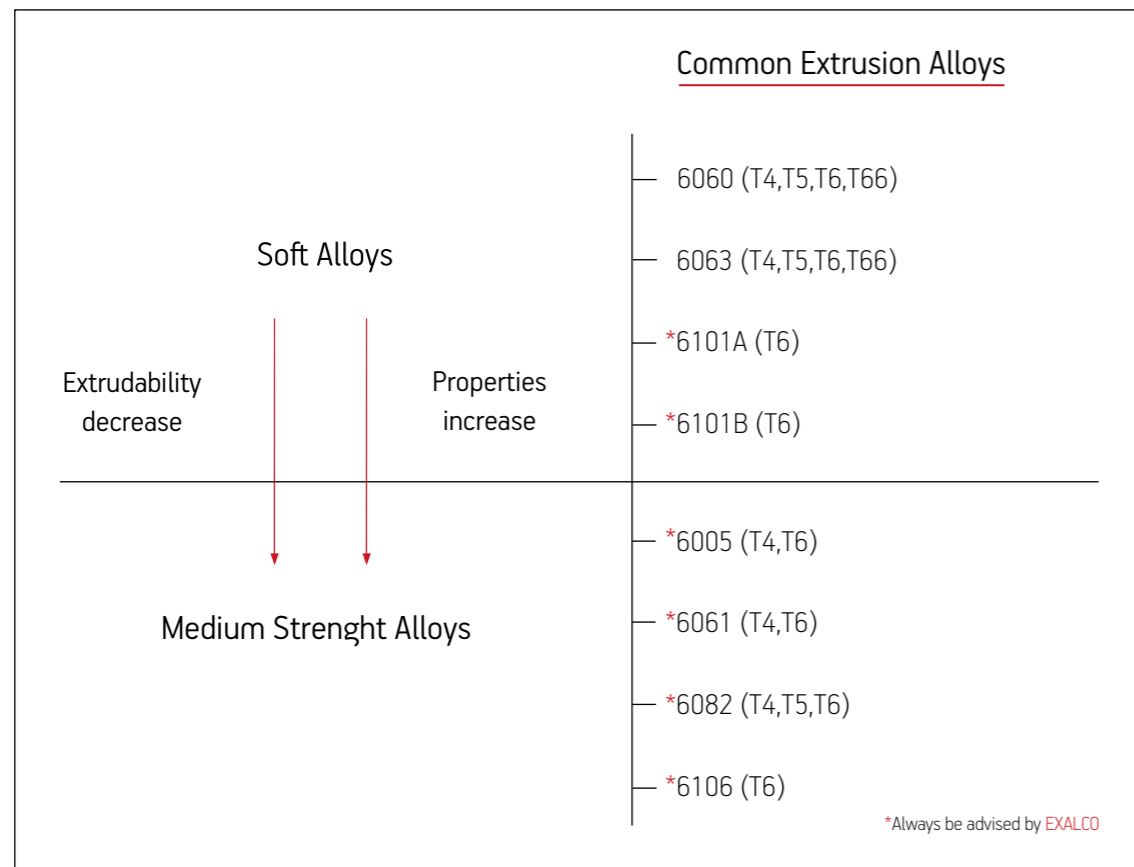 Common Extrusion Alloys
6060 (T4,T5,T6,T66)
Soft Alloys
6063 (T4,T5,T6,T66)
*6101A (T6)
Extrudability
decrease
Properties
increase
*6101B (T6)
*6005 (T4,T6)
Medium Strenght Alloys
*6061 (T4,T6)
*6082 (T4,T5,T6)
*6106 (T6)
*Always be advised by EXALCO